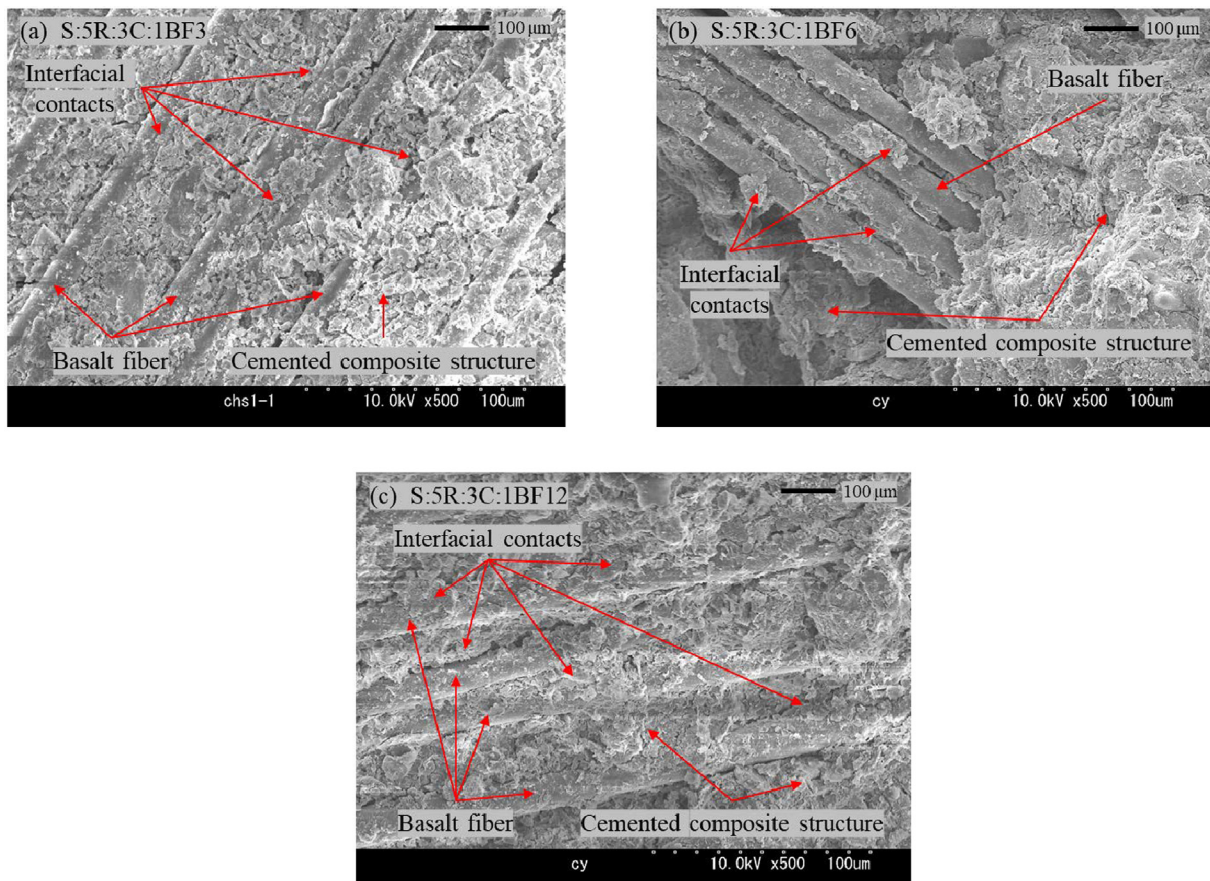 (a) S:5R:3C:1BF3
100 μm
Interfacial
contacts
Basalt fiber
Cemented composite structure
chs1-1 10.0kV x500 100um
(b) S:5R:3C:1BF6
100 μm
Basalt fiber
Interfacial
contacts
Cemented composite structure
cy 10.0kV x500 100um
(c) S:5R:3C:1BF12
100 μm
Interfacial contacts
Basalt fiber
Cemented composite structure
cy 10.0kV x500 100um